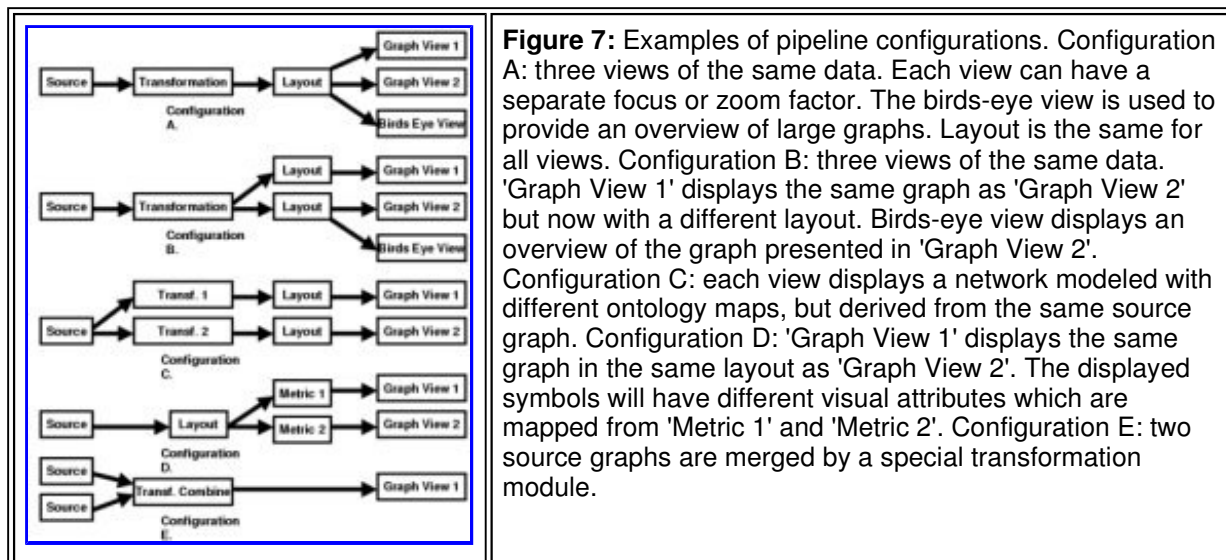 Graph View 1
Source
Transformation
Layout
Graph View 2
Configuration
A.
Birds Eye View
Layout
Graph View 1
Source
Transformation
Layout
Graph View 2
Configuration
B.
Birds Eye View
Transf. 1
Layout
Graph View 1
Source
Transf. 2
Layout
Graph View 2
Configuration
C.
Metric 1
Graph View 1
Source
Layout
Metric 2
Graph View 2
Configuration
D.
Source
Transf. Combine
Graph View 1
Source
Configuration
E.
Figure 7: Examples of pipeline configurations. Configuration
A: three views of the same data. Each view can have a
separate focus or zoom factor. The birds-eye view is used to
provide an overview of large graphs. Layout is the same for
all views. Configuration B: three views of the same data.
'Graph View 1' displays the same graph as 'Graph View 2'
but now with a different layout. Birds-eye view displays an
overview of the graph presented in 'Graph View 2'.
Configuration C: each view displays a network modeled with
different ontology maps, but derived from the same source
graph. Configuration D: 'Graph View 1' displays the same
graph in the same layout as 'Graph View 2'. The displayed
symbols will have different visual attributes which are
mapped from 'Metric 1' and 'Metric 2'. Configuration E: two
source graphs are merged by a special transformation
module.